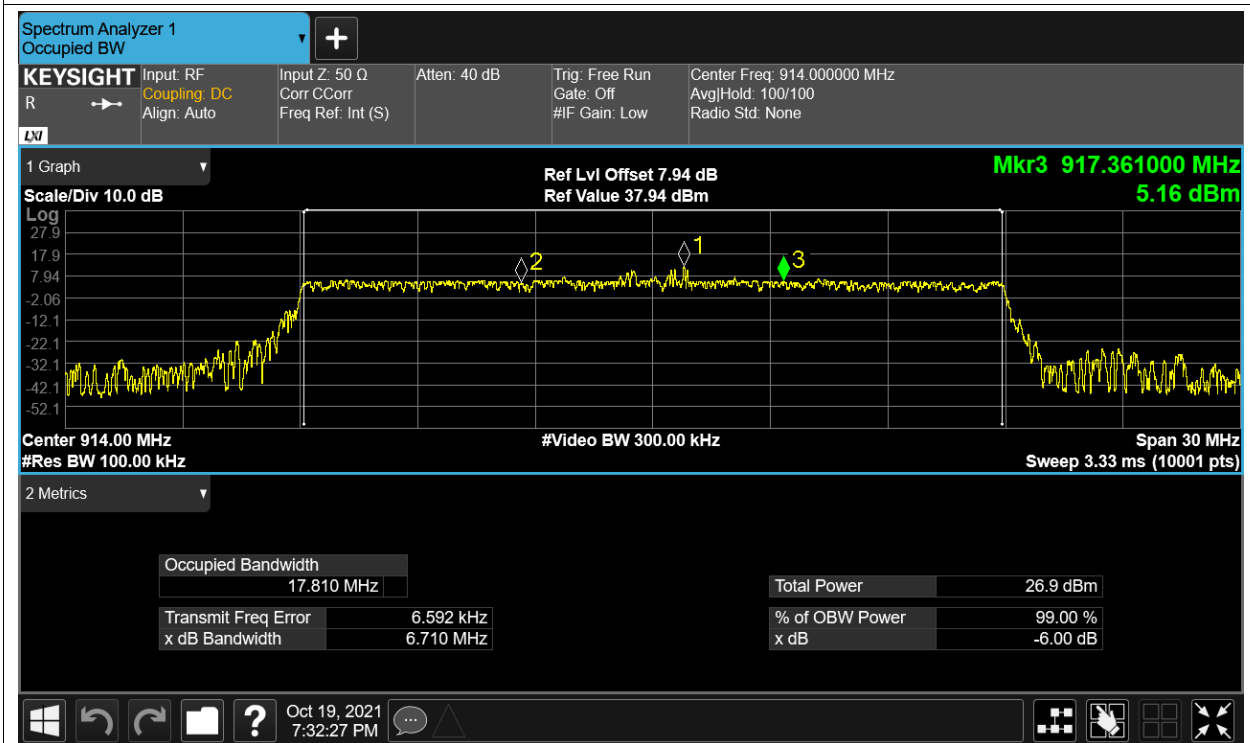 Spectrum Analyzer 1
Occupied BW
KEYSIGHT
R
LXI
Input: RF
Coupling: DC
Align: Auto
Input Z: 50 Ω
Corr CCorr
Freq Ref: Int (S)
Atten: 40 dB
Trig: Free Run
Gate: Off
#IF Gain: Low
Center Freq: 914.000000 MHz
Avg|Hold: 100/100
Radio Std: None
1 Graph
Scale/Div 10.0 dB
Ref Lvl Offset 7.94 dB
Ref Value 37.94 dBm
Mkr3 917.361000 MHz
5.16 dBm
Log
27.9
17.9
7.94
-2.06
-12.1
-22.1
-32.1
-42.1
-52.1
2
1
3
Center 914.00 MHz
#Res BW 100.00 kHz
#Video BW 300.00 kHz
Span 30 MHz
Sweep 3.33 ms (10001 pts)
2 Metrics
Occupied Bandwidth
17.810 MHz
Transmit Freq Error 6.592 kHz
x dB Bandwidth 6.710 MHz
Total Power 26.9 dBm
% of OBW Power 99.00 %
x dB -6.00 dB
?
Oct 19, 2021
7:32:27 PM